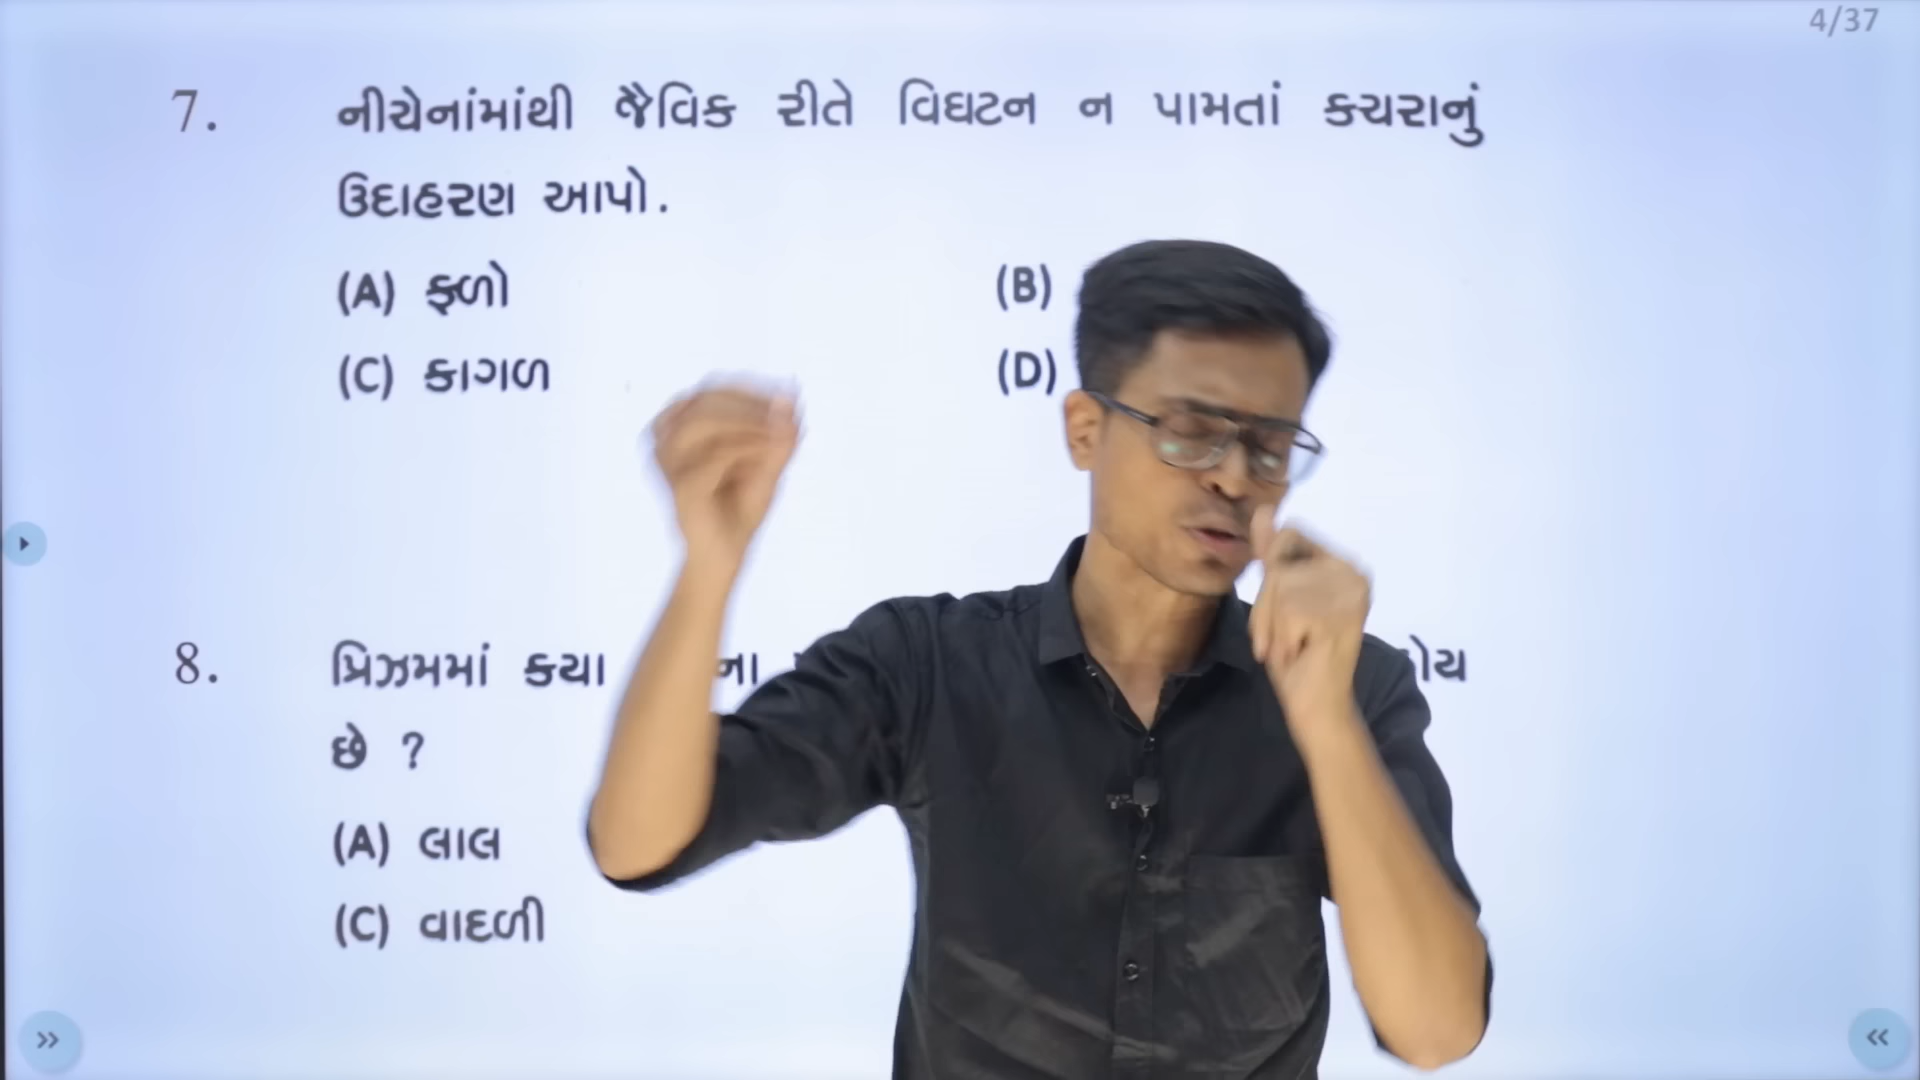 4/37
7. નીચેનાંમાંથી જૈવિક રીતે વિઘટન ન પામતાં કચરાનું
ઉદાહરણ આપો.
(A) ફળો (B)
(C) કાગળ (D)
8. પ્રિઝમમાં કયા
છે ?
(A) લાલ
(C) વાદળી